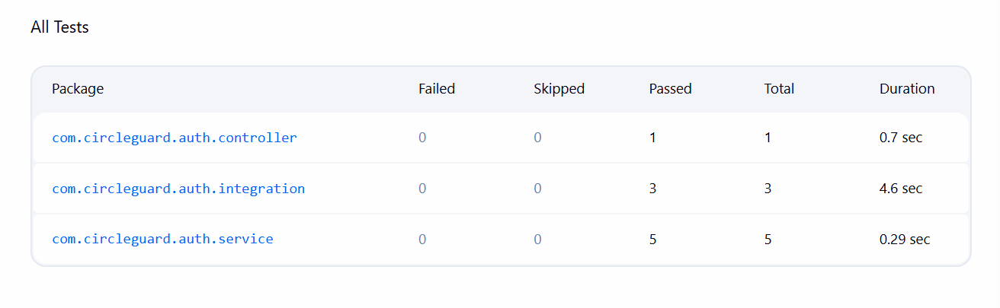 All Tests
Package Failed Skipped Passed Total Duration
com.circleguard.auth.controller 0 0 1 1 0.7 sec
com.circleguard.auth.integration 0 0 3 3 4.6 sec
com.circleguard.auth.service 0 0 5 5 0.29 sec